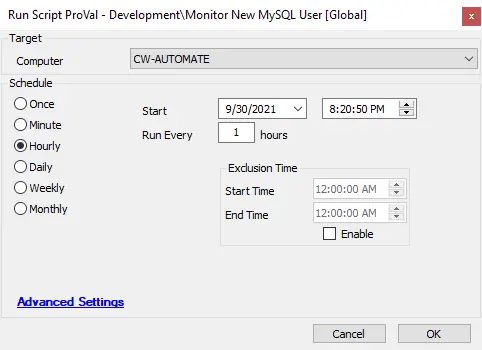 Run Script ProVal - Development\Monitor New MySQL User [Global]
x
Target
Computer CW-AUTOMATE
Schedule
Once
Minute
Hourly
Daily
Weekly
Monthly
Start 9/30/2021 8:20:50 PM
Run Every 1 hours
Exclusion Time
Start Time 12:00:00 AM
End Time 12:00:00 AM
Enable
Advanced Settings
Cancel OK